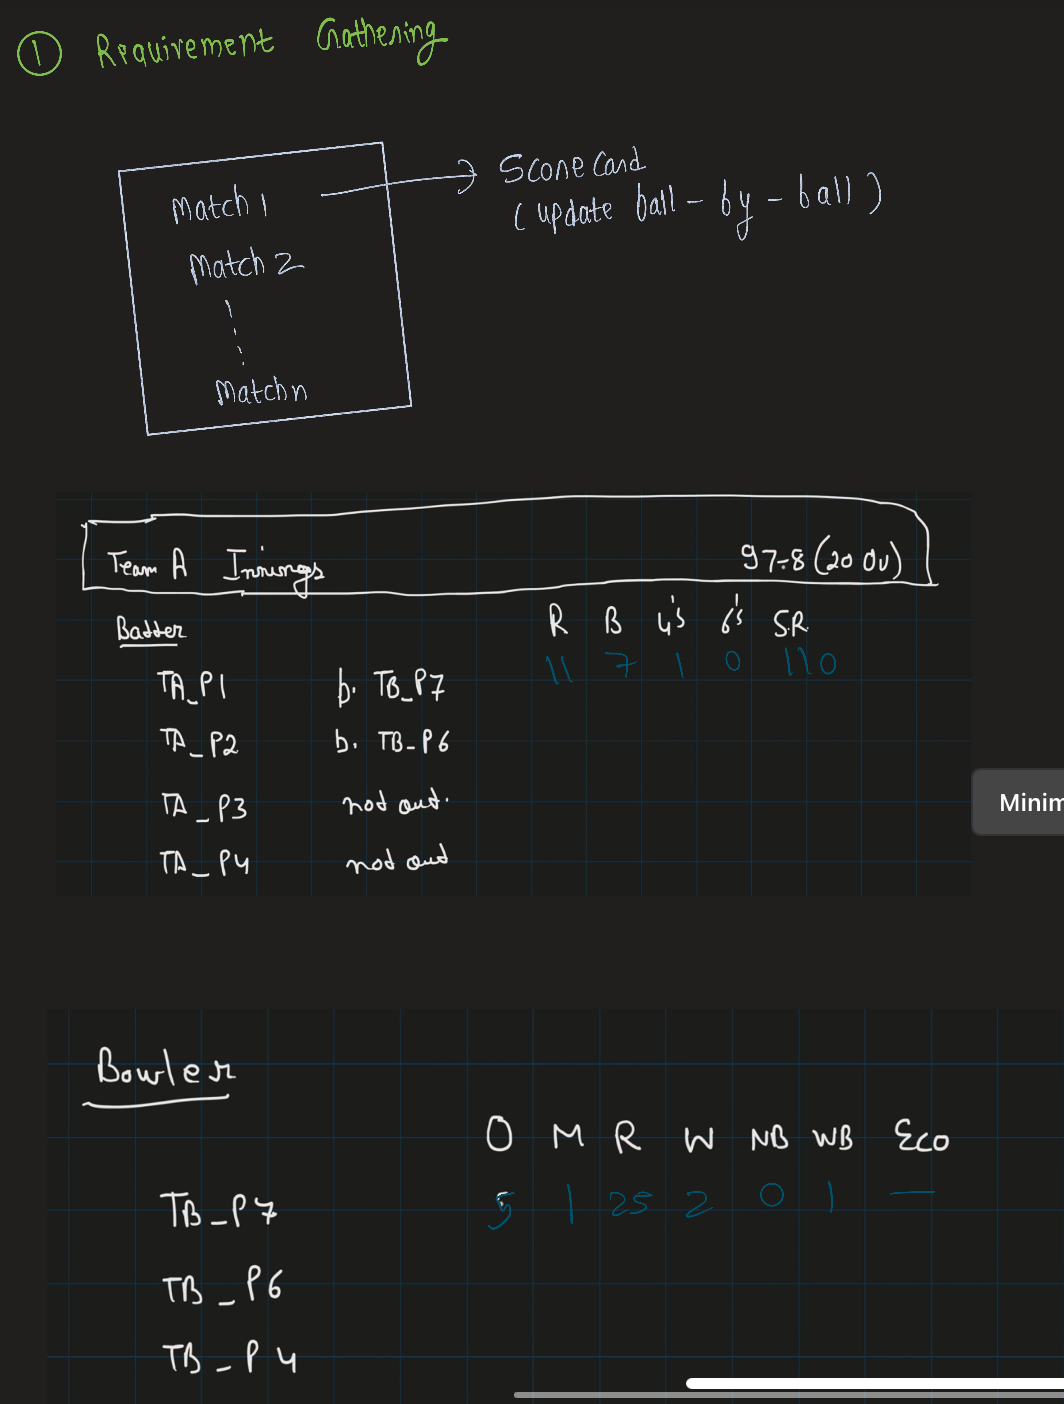 1 Requirement Gathering
Match 1
Score Card
(update ball-by-ball)
Match 2
Match n
Team A Innings 97-8 (20 Ov)
Batter R B 4's 6's S.R
11 7 1 0 110
TA_P1 b. TB_P7
TA_P2 b. TB_P6
TA_P3 not out.
TA_P4 not out
Minim
Bowler
O M R W NB WB Eco
TB_P7 5 1 25 2 0 1 —
TB_P6
TB_P4